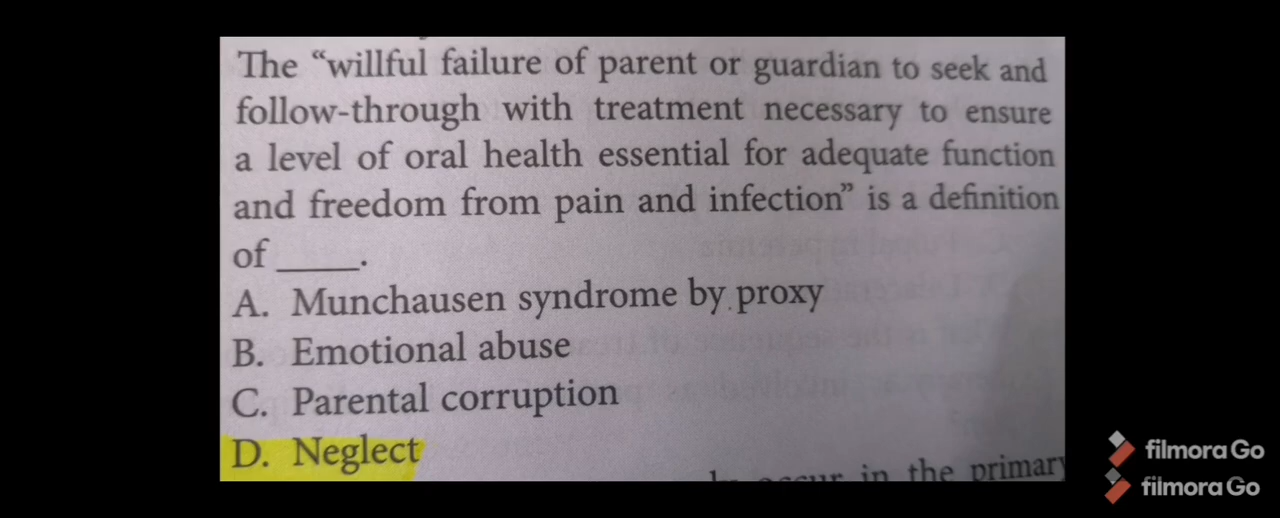 The “willful failure of parent or guardian to seek and
follow-through with treatment necessary to ensure
a level of oral health essential for adequate function
and freedom from pain and infection” is a definition
of _____.
A. Munchausen syndrome by proxy
B. Emotional abuse
C. Parental corruption
D. Neglect
occur in the primary
filmora Go
filmora Go